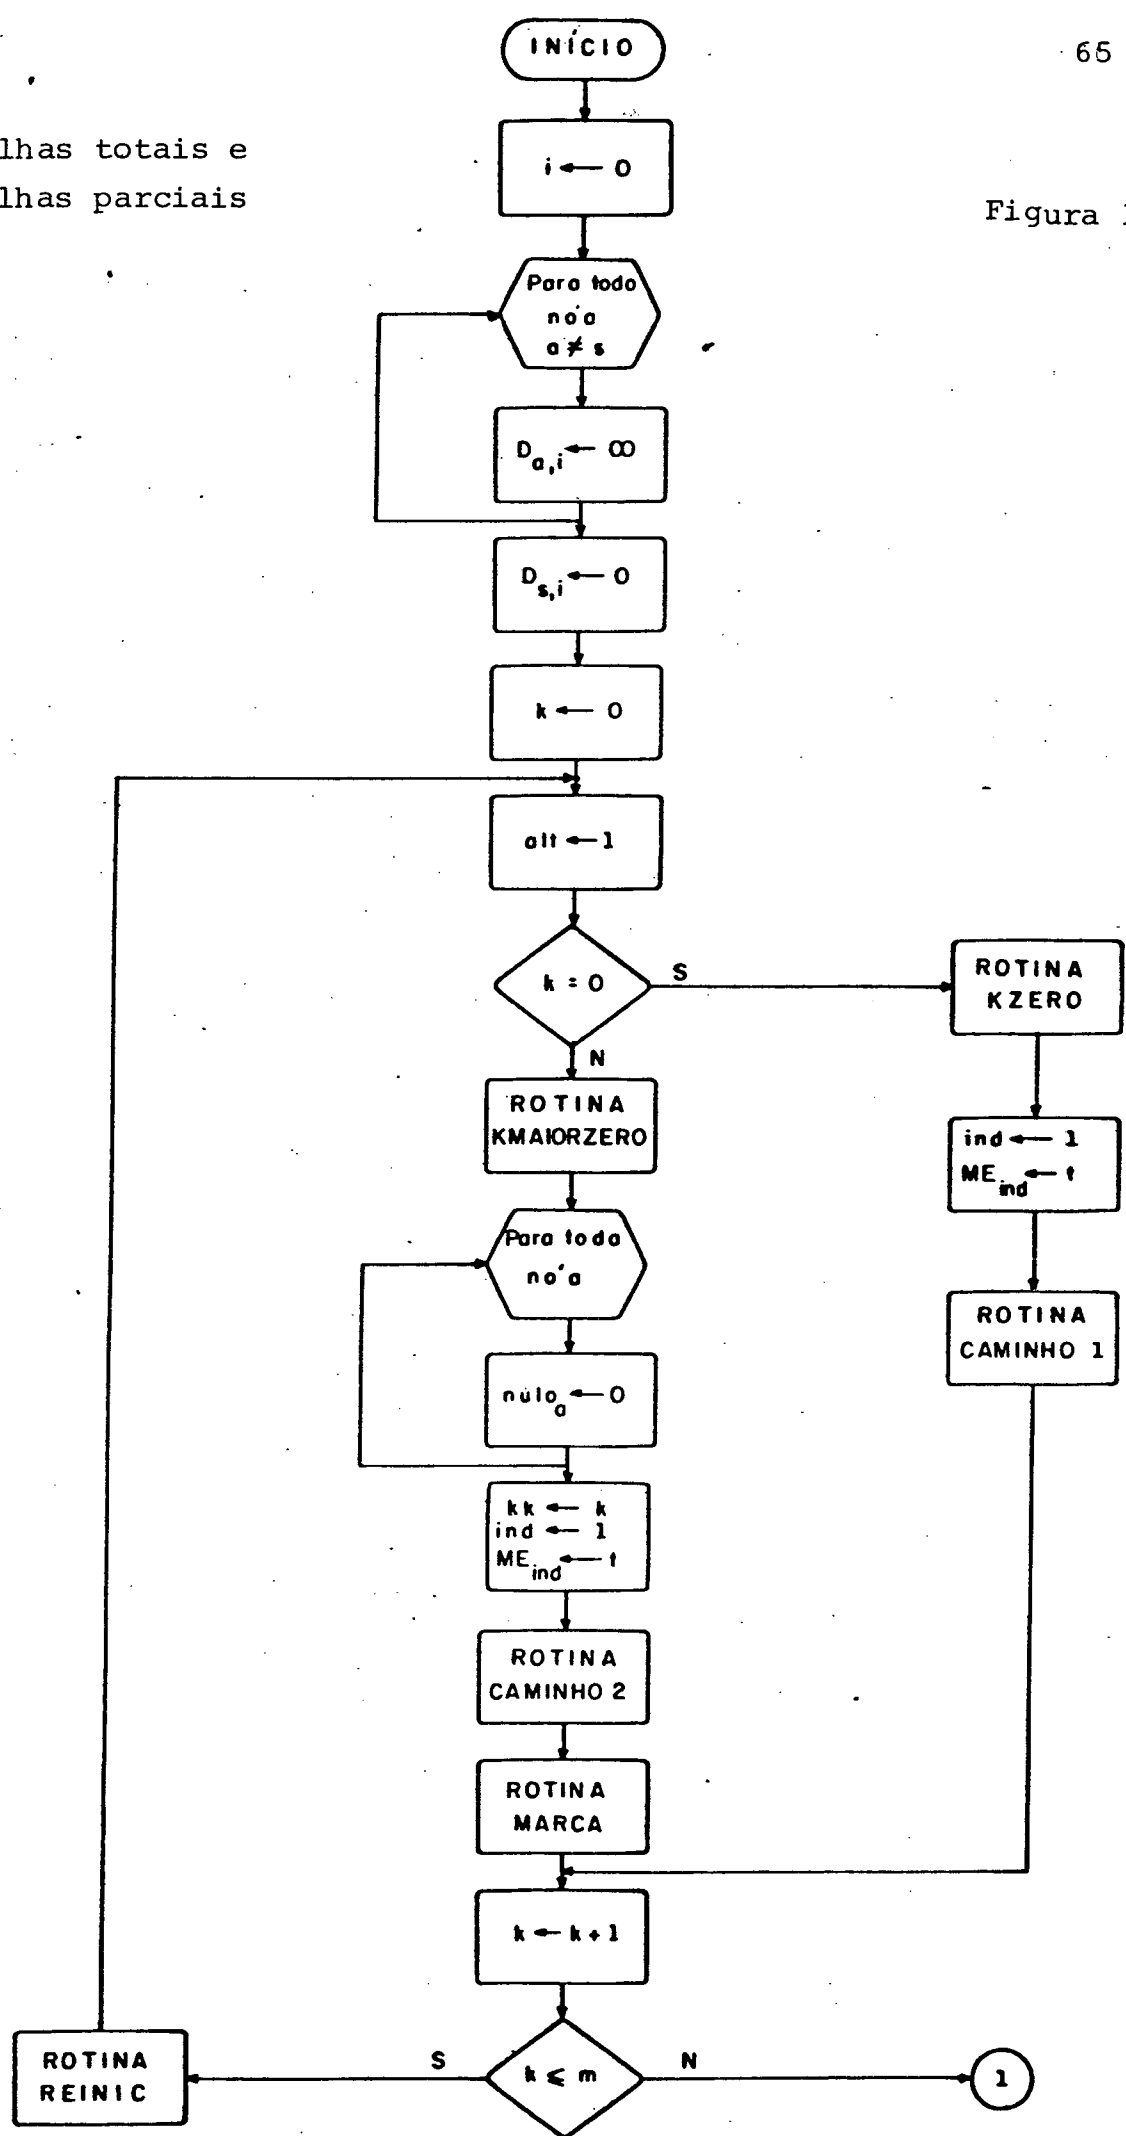 65
lhas totais e
lhas parciais
Figura
INÍCIO
i ← 0
Para todo
nó a
a ≠ s
D a,i ← ∞
D s,i ← 0
k ← 0
alt ← 1
k = 0
S
N
ROTINA
KZERO
ind ← 1
ME ind ← t
ROTINA
CAMINHO 1
ROTINA
KMAIORZERO
Para todo
nó a
núlo a ← 0
kk ← k
ind ← 1
ME ind ← t
ROTINA
CAMINHO 2
ROTINA
MARCA
k ← k + 1
k ⩽ m
S
N
ROTINA
REINIC
1